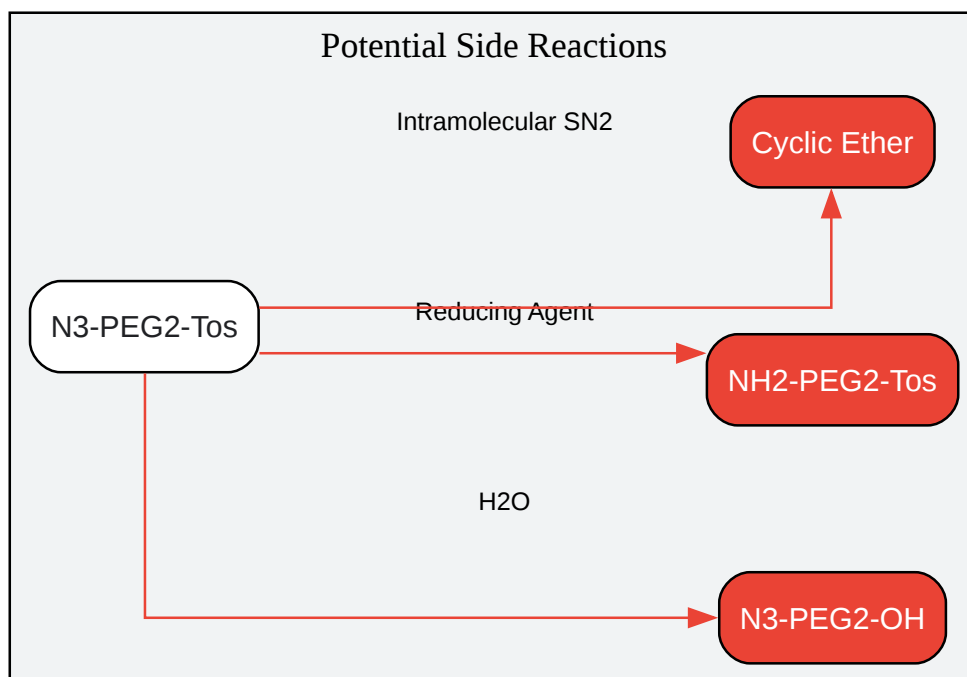 Potential Side Reactions
Intramolecular SN2
Cyclic Ether
N3-PEG2-Tos
Reducing Agent
NH2-PEG2-Tos
H2O
N3-PEG2-OH